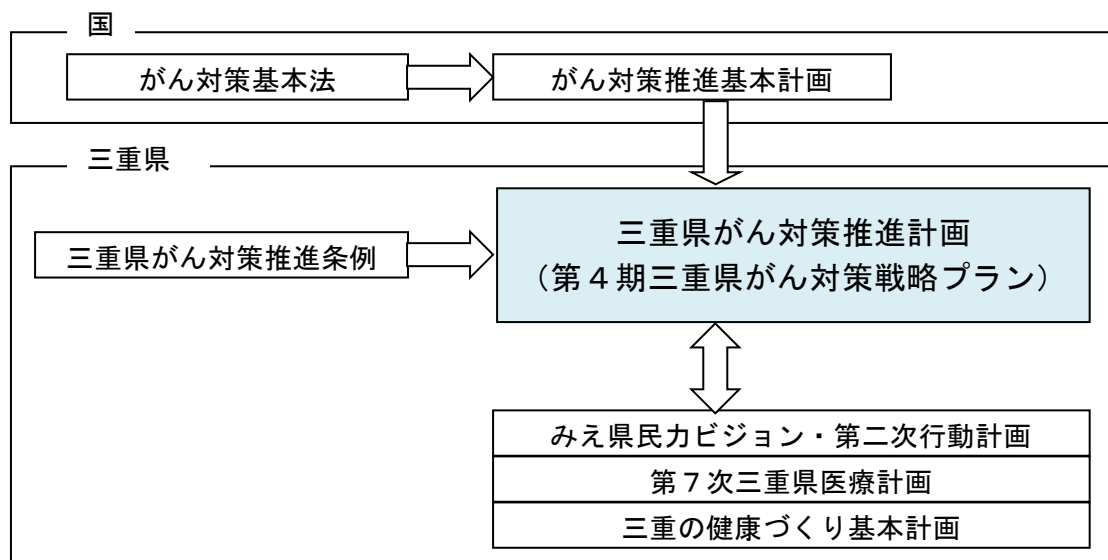 国
がん対策基本法
がん対策推進基本計画
三重県
三重県がん対策推進条例
三重県がん対策推進計画
（第４期三重県がん対策戦略プラン）
みえ県民力ビジョン・第二次行動計画
第７次三重県医療計画
三重の健康づくり基本計画